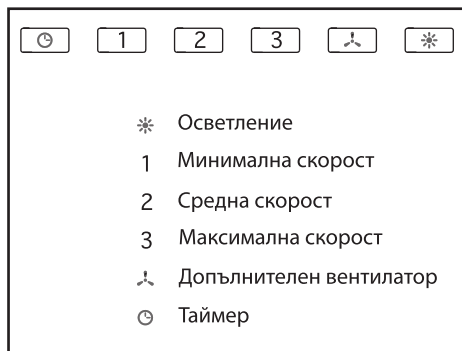 1 2 3
Осветление
1 Минимална скорост
2 Средна скорост
3 Максимална скорост
Допълнителен вентилатор
Таймер